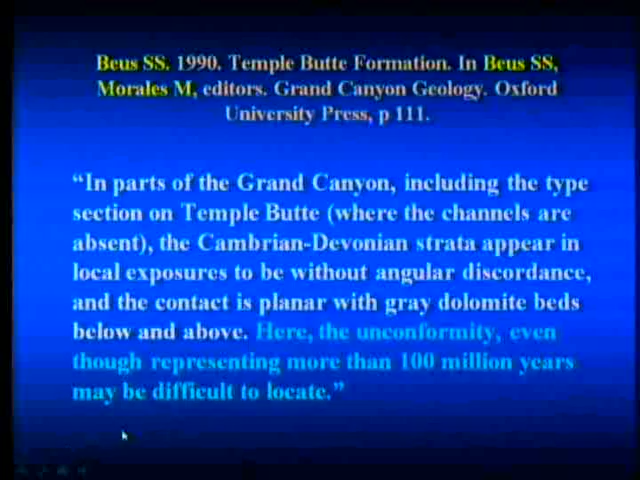 Beus SS. 1990. Temple Butte Formation. In Beus SS,
Morales M, editors. Grand Canyon Geology. Oxford
University Press, p 111.
“In parts of the Grand Canyon, including the type
section on Temple Butte (where the channels are
absent), the Cambrian-Devonian strata appear in
local exposures to be without angular discordance,
and the contact is planar with gray dolomite beds
below and above. Here, the unconformity, even
though representing more than 100 million years
may be difficult to locate.”